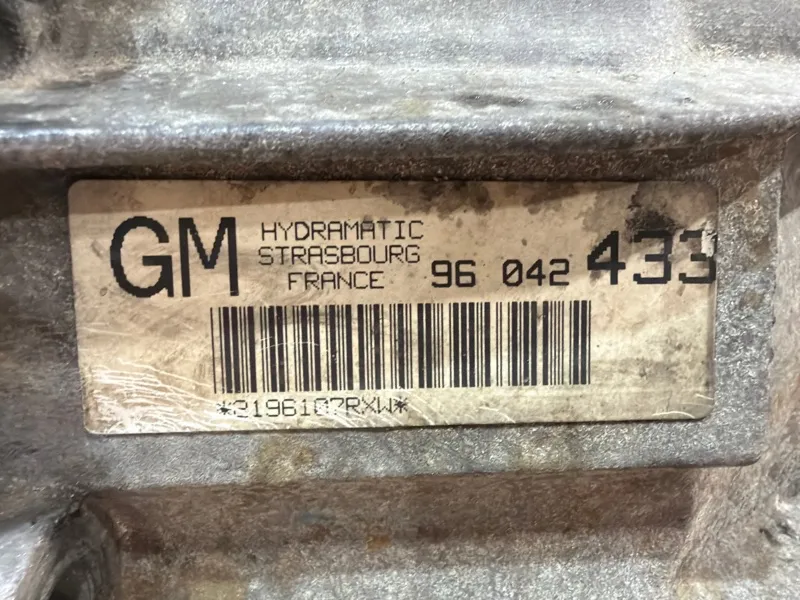 GM
HYDRAMATIC
STRASBOURG
FRANCE
96 042 433
*2196107RXW*